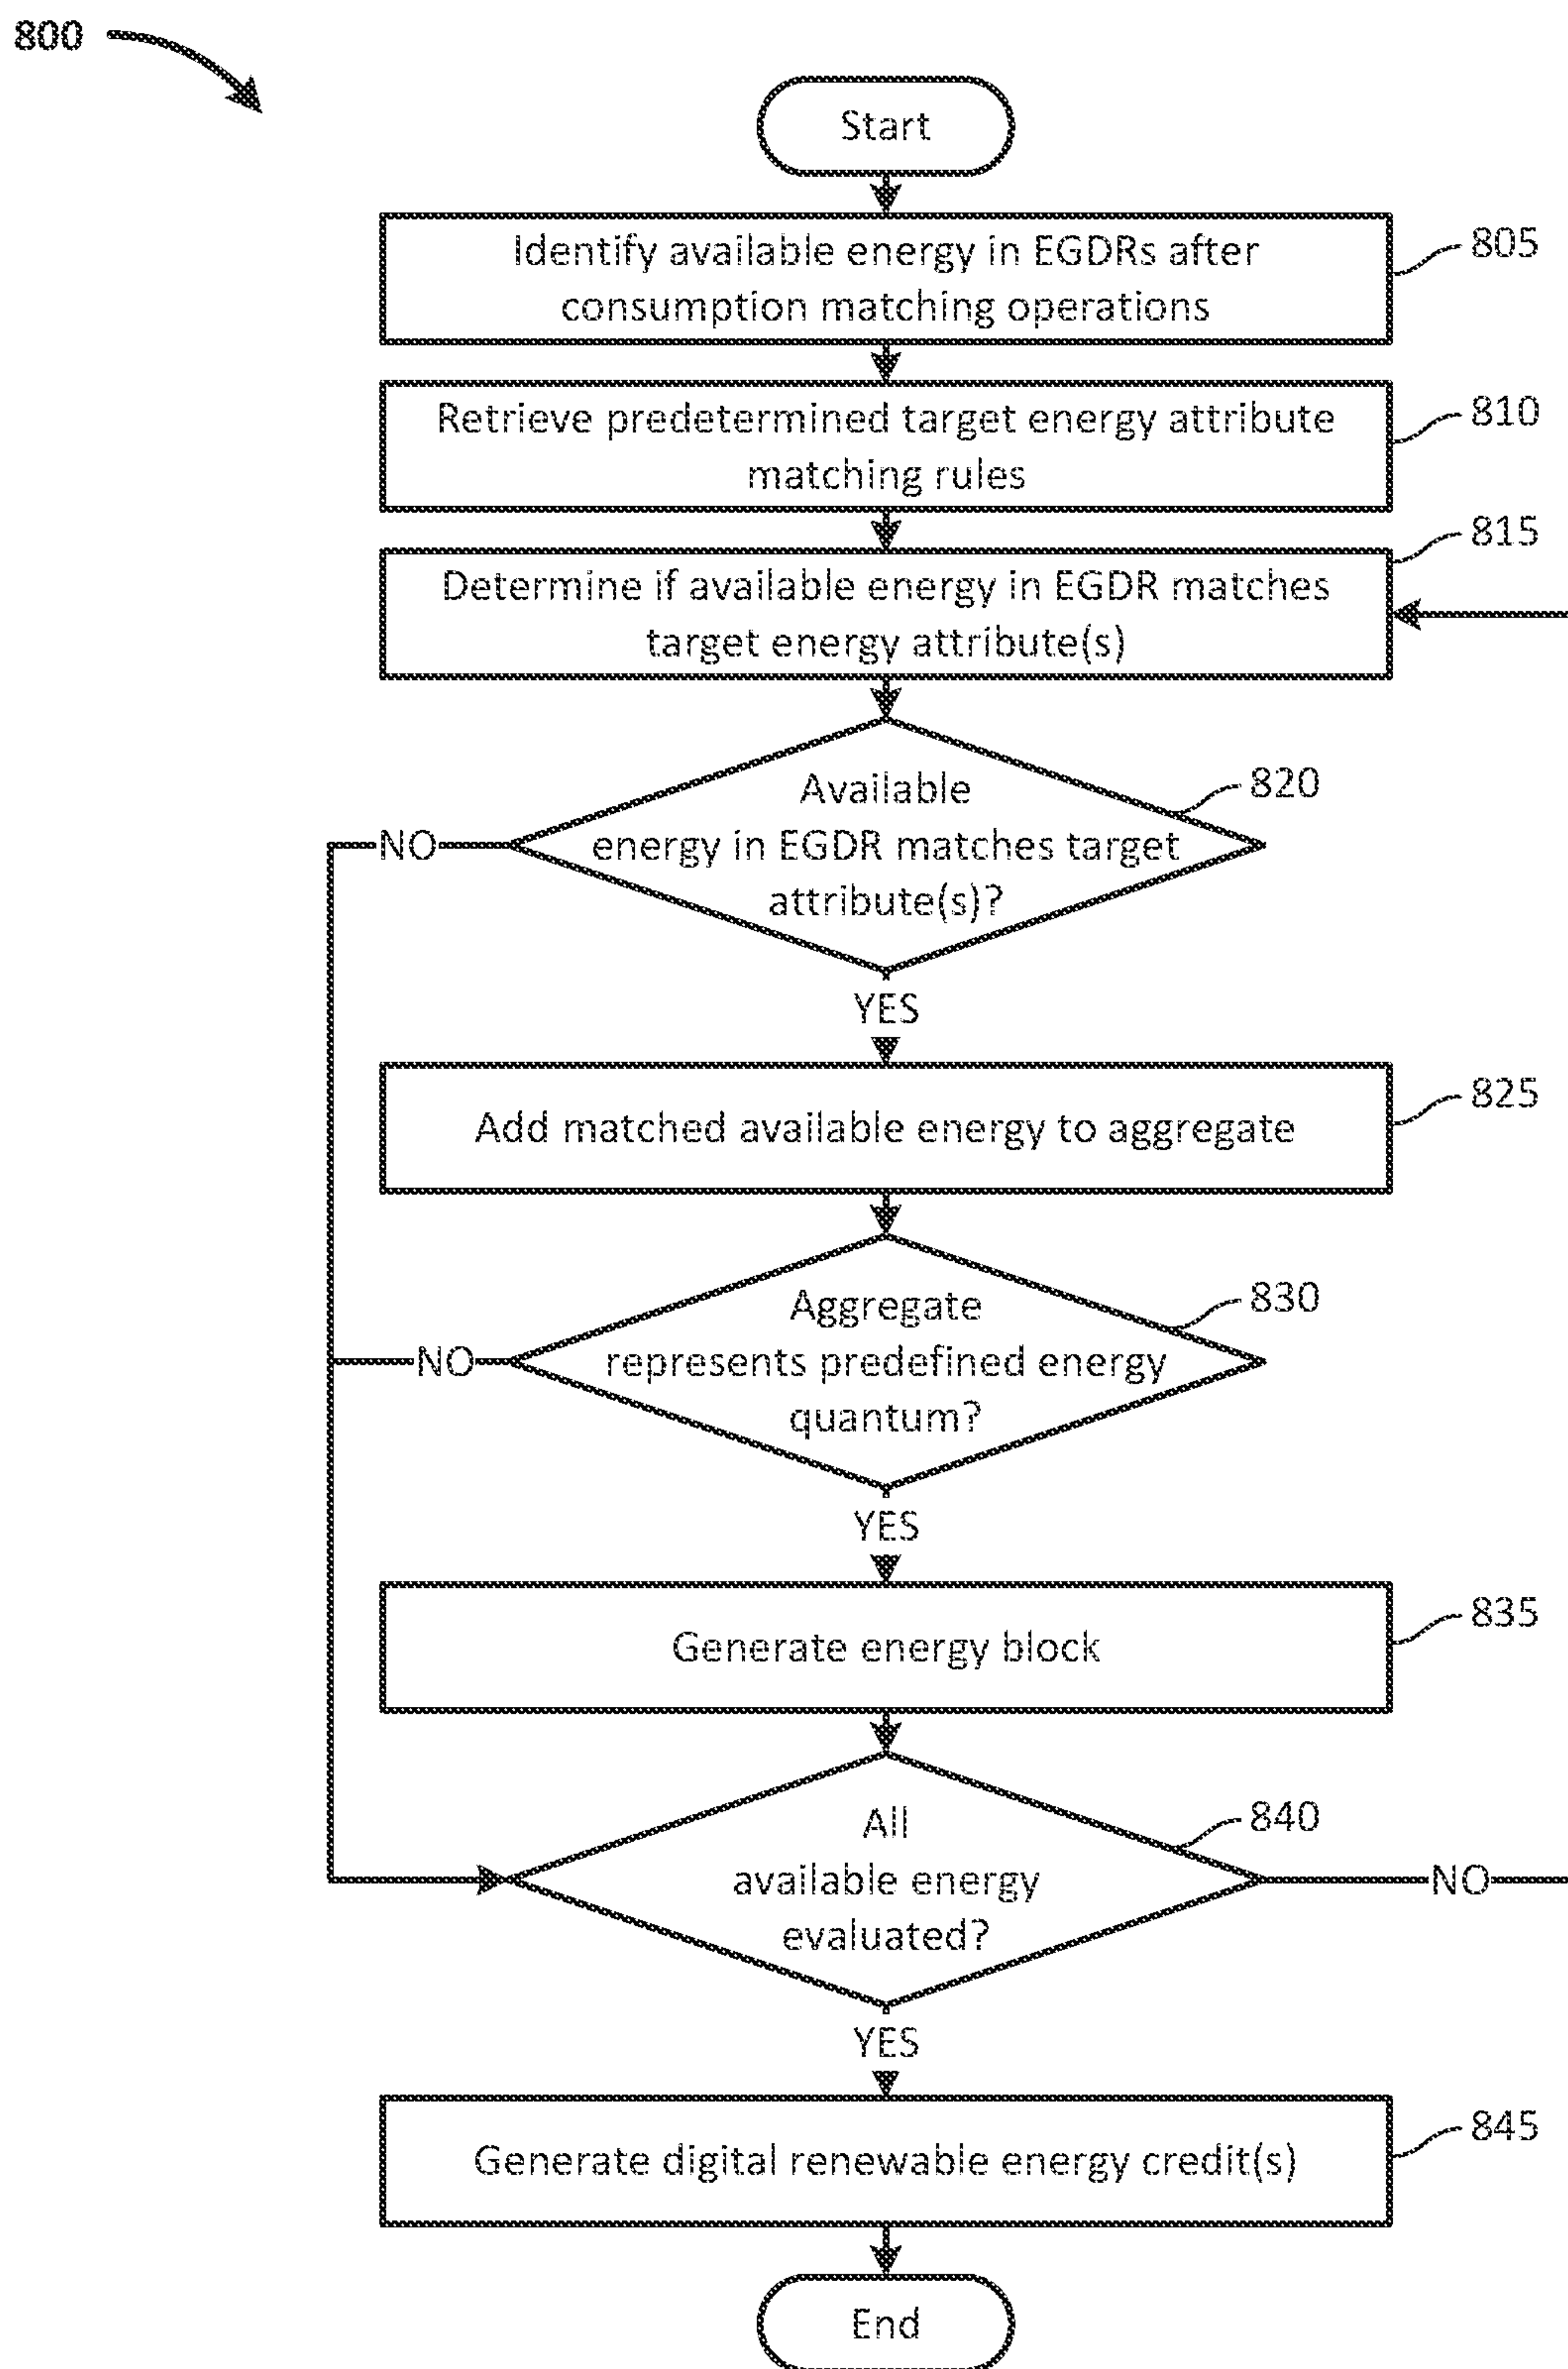 800
Start
Identify available energy in EGDRs after
consumption matching operations
805
Retrieve predetermined target energy attribute
matching rules
810
815
Determine if available energy in EGDR matches
target energy attribute(s)
820
Available
energy in EGDR matches target
attribute(s)?
NO
YES
825
Add matched available energy to aggregate
830
Aggregate
represents predefined energy
quantum?
NO
YES
835
Generate energy block
840
All
available energy
evaluated?
NO
YES
845
Generate digital renewable energy credit(s)
End